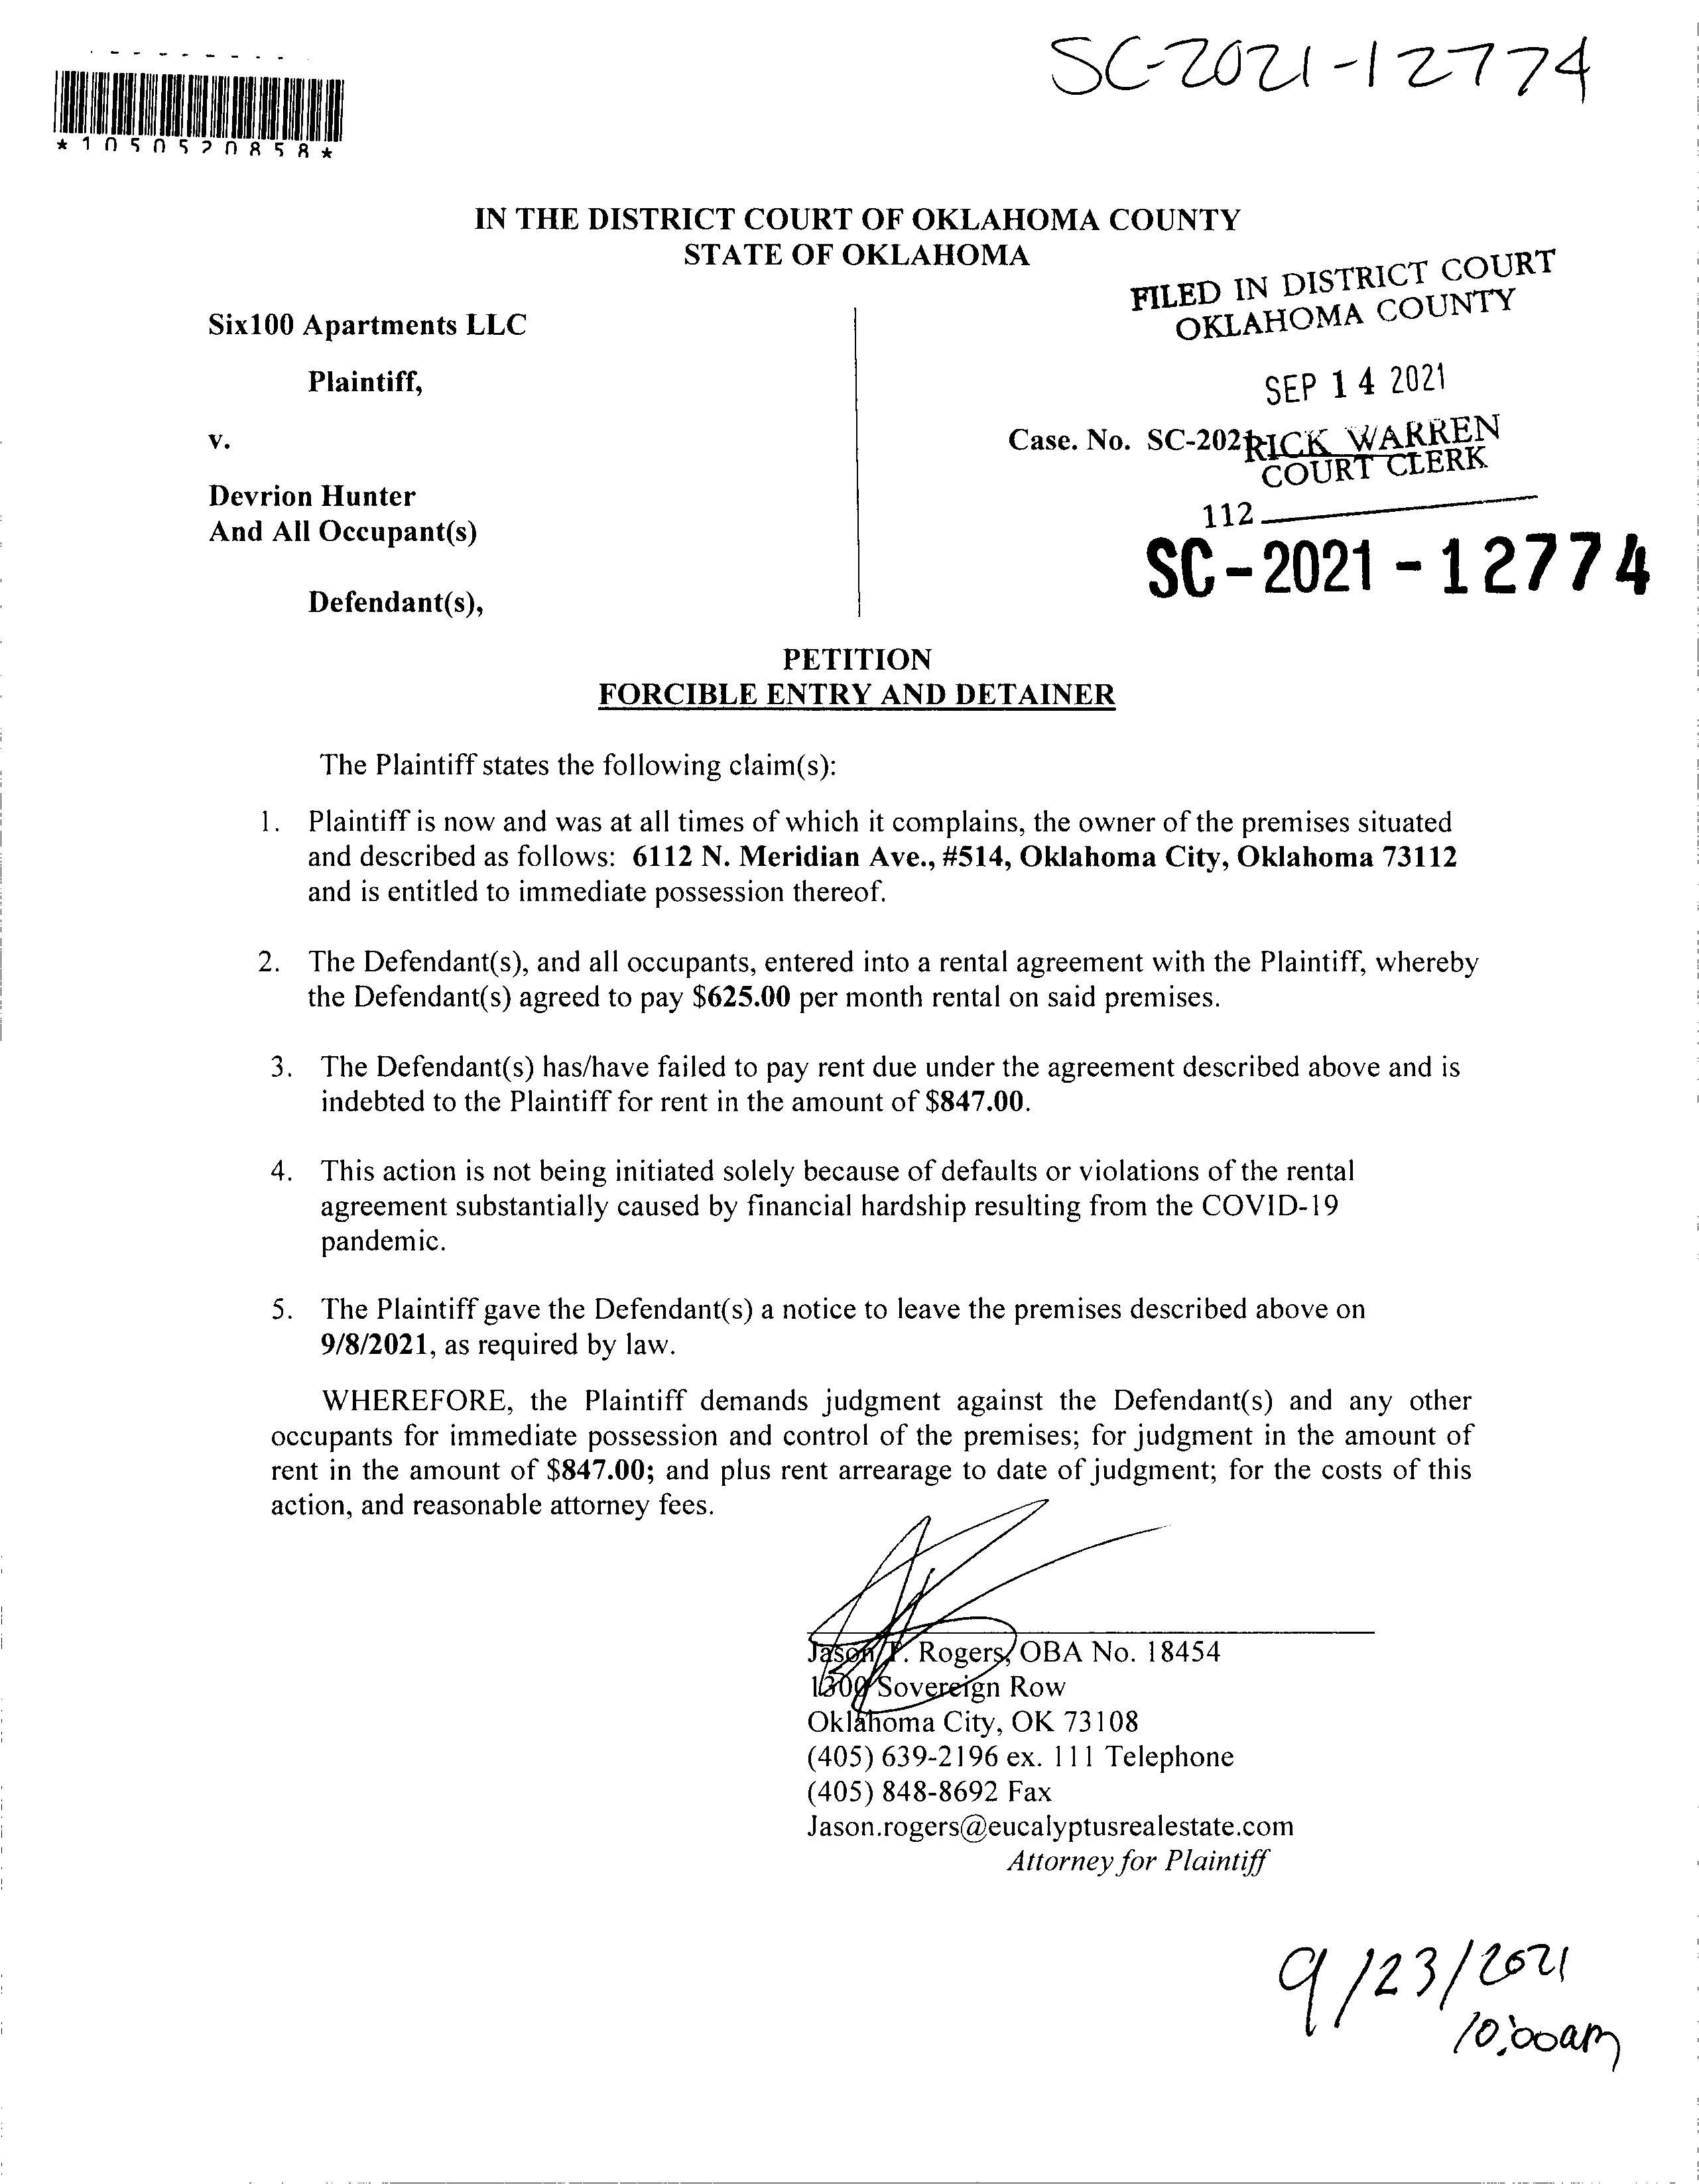 SC-2021-12774
*1050520858*
IN THE DISTRICT COURT OF OKLAHOMA COUNTY
STATE OF OKLAHOMA
FILED IN DISTRICT COURT
OKLAHOMA COUNTY
Six100 Apartments LLC
Plaintiff,
SEP 14 2021
v.
Case. No. SC-2021
RICK WARREN
COURT CLERK
Devrion Hunter
And All Occupant(s)
112
SC-2021-12774
Defendant(s),
PETITION
FORCIBLE ENTRY AND DETAINER
The Plaintiff states the following claim(s):
1. Plaintiff is now and was at all times of which it complains, the owner of the premises situated
and described as follows: 6112 N. Meridian Ave., #514, Oklahoma City, Oklahoma 73112
and is entitled to immediate possession thereof.
2. The Defendant(s), and all occupants, entered into a rental agreement with the Plaintiff, whereby
the Defendant(s) agreed to pay $625.00 per month rental on said premises.
3. The Defendant(s) has/have failed to pay rent due under the agreement described above and is
indebted to the Plaintiff for rent in the amount of $847.00.
4. This action is not being initiated solely because of defaults or violations of the rental
agreement substantially caused by financial hardship resulting from the COVID-19
pandemic.
5. The Plaintiff gave the Defendant(s) a notice to leave the premises described above on
9/8/2021, as required by law.
WHEREFORE, the Plaintiff demands judgment against the Defendant(s) and any other
occupants for immediate possession and control of the premises; for judgment in the amount of
rent in the amount of $847.00; and plus rent arrearage to date of judgment; for the costs of this
action, and reasonable attorney fees.
Jason Rogers, OBA No. 18454
1300 Sovereign Row
Oklahoma City, OK 73108
(405) 639-2196 ex. 111 Telephone
(405) 848-8692 Fax
Jason.rogers@eucalyptusrealestate.com
Attorney for Plaintiff
9/23/2021
10:00am